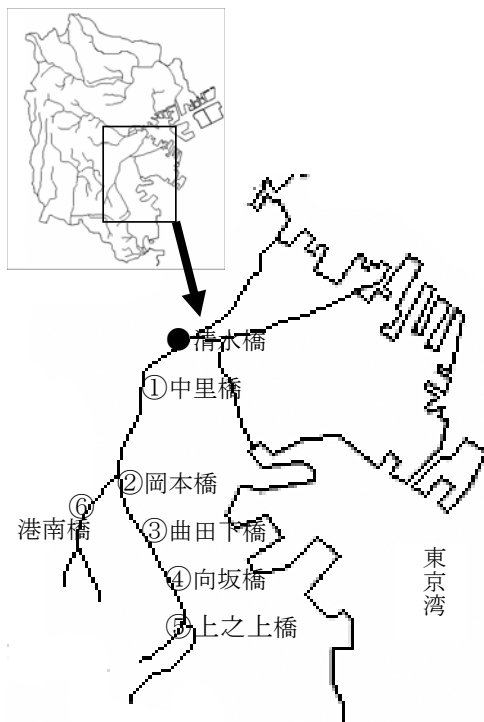 清水橋
①中里橋
②岡本橋
⑥
港南橋
③曲田下橋
④向坂橋
⑤上之上橋
東京湾